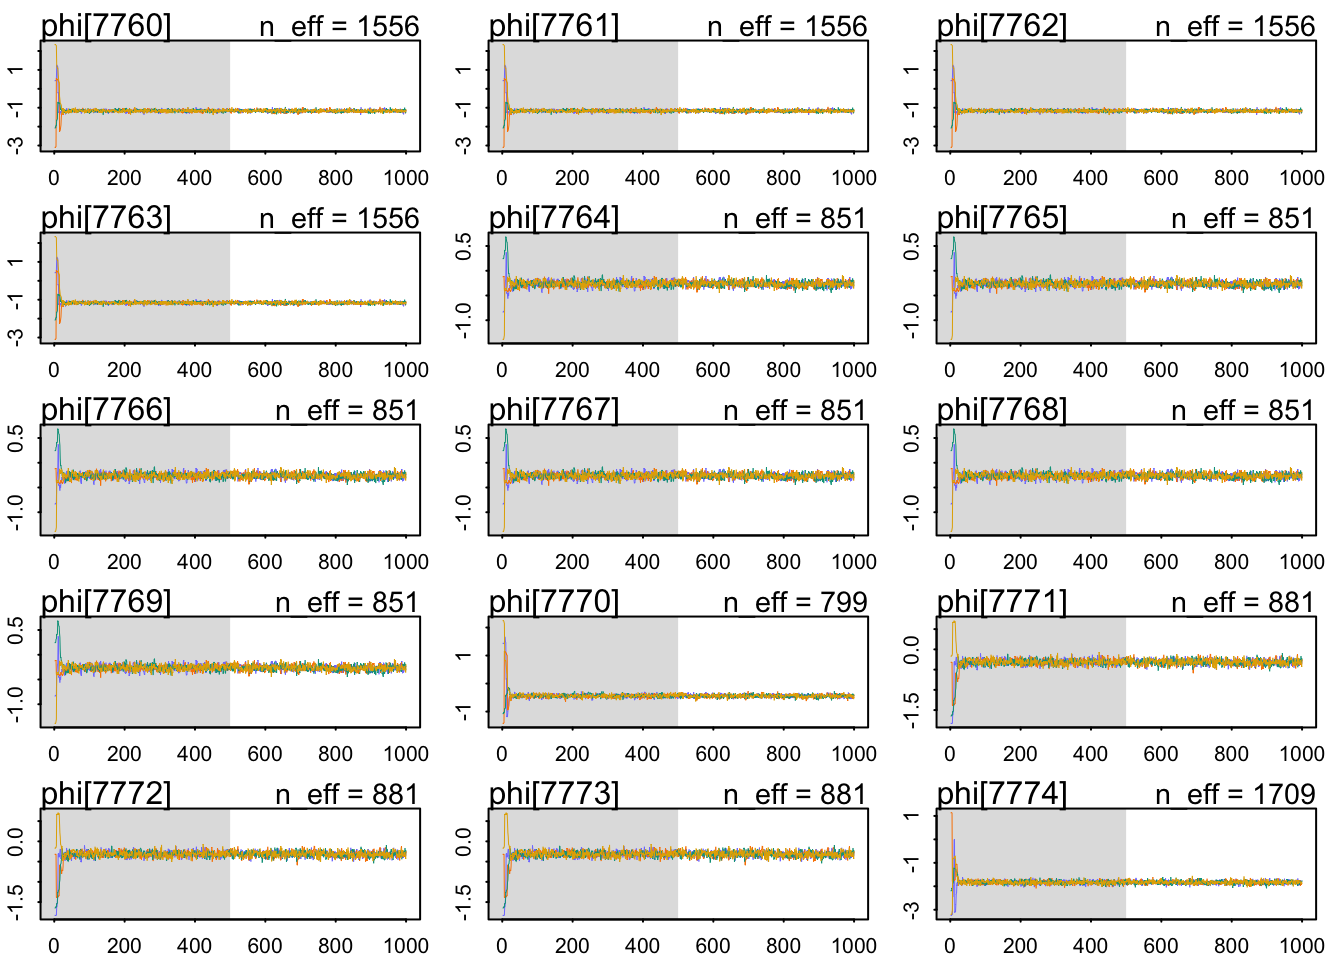 phi[7760] n_eff = 1556 phi[7761] n_eff = 1556 phi[7762] n_eff = 1556
1 1 1
-1 -1 -1
-3 -3 -3
0 200 400 600 800 1000 0 200 400 600 800 1000 0 200 400 600 800 1000
phi[7763] n_eff = 1556 phi[7764] n_eff = 851 phi[7765] n_eff = 851
1 0.5 0.5
-1
-3 -1.0 -1.0
0 200 400 600 800 1000 0 200 400 600 800 1000 0 200 400 600 800 1000
phi[7766] n_eff = 851 phi[7767] n_eff = 851 phi[7768] n_eff = 851
0.5 0.5 0.5
-1.0 -1.0 -1.0
0 200 400 600 800 1000 0 200 400 600 800 1000 0 200 400 600 800 1000
phi[7769] n_eff = 851 phi[7770] n_eff = 799 phi[7771] n_eff = 881
0.5 1 0.0
-1.0 -1 -1.5
0 200 400 600 800 1000 0 200 400 600 800 1000 0 200 400 600 800 1000
phi[7772] n_eff = 881 phi[7773] n_eff = 881 phi[7774] n_eff = 1709
0.0 0.0 1
-1
-1.5 -1.5 -3
0 200 400 600 800 1000 0 200 400 600 800 1000 0 200 400 600 800 1000